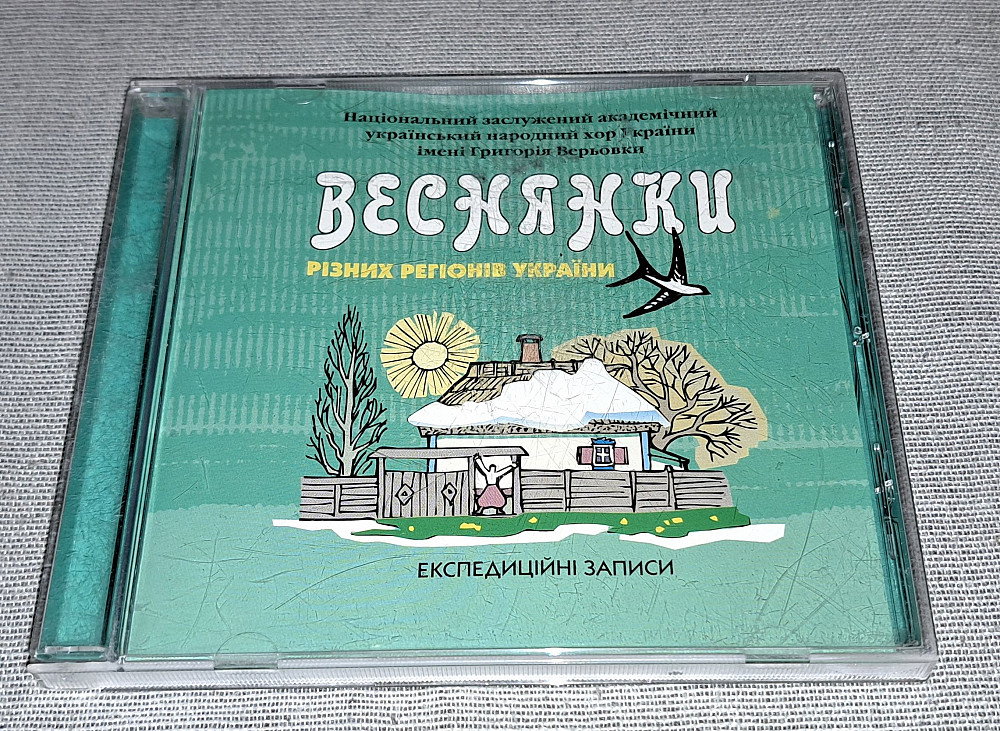 Національний заслужений академічний
український народний хор України
імені Григорія Верьовки
ВЕСНЯНКИ
РІЗНИХ РЕГІОНІВ УКРАЇНИ
ЕКСПЕДИЦІЙНІ ЗАПИСИ